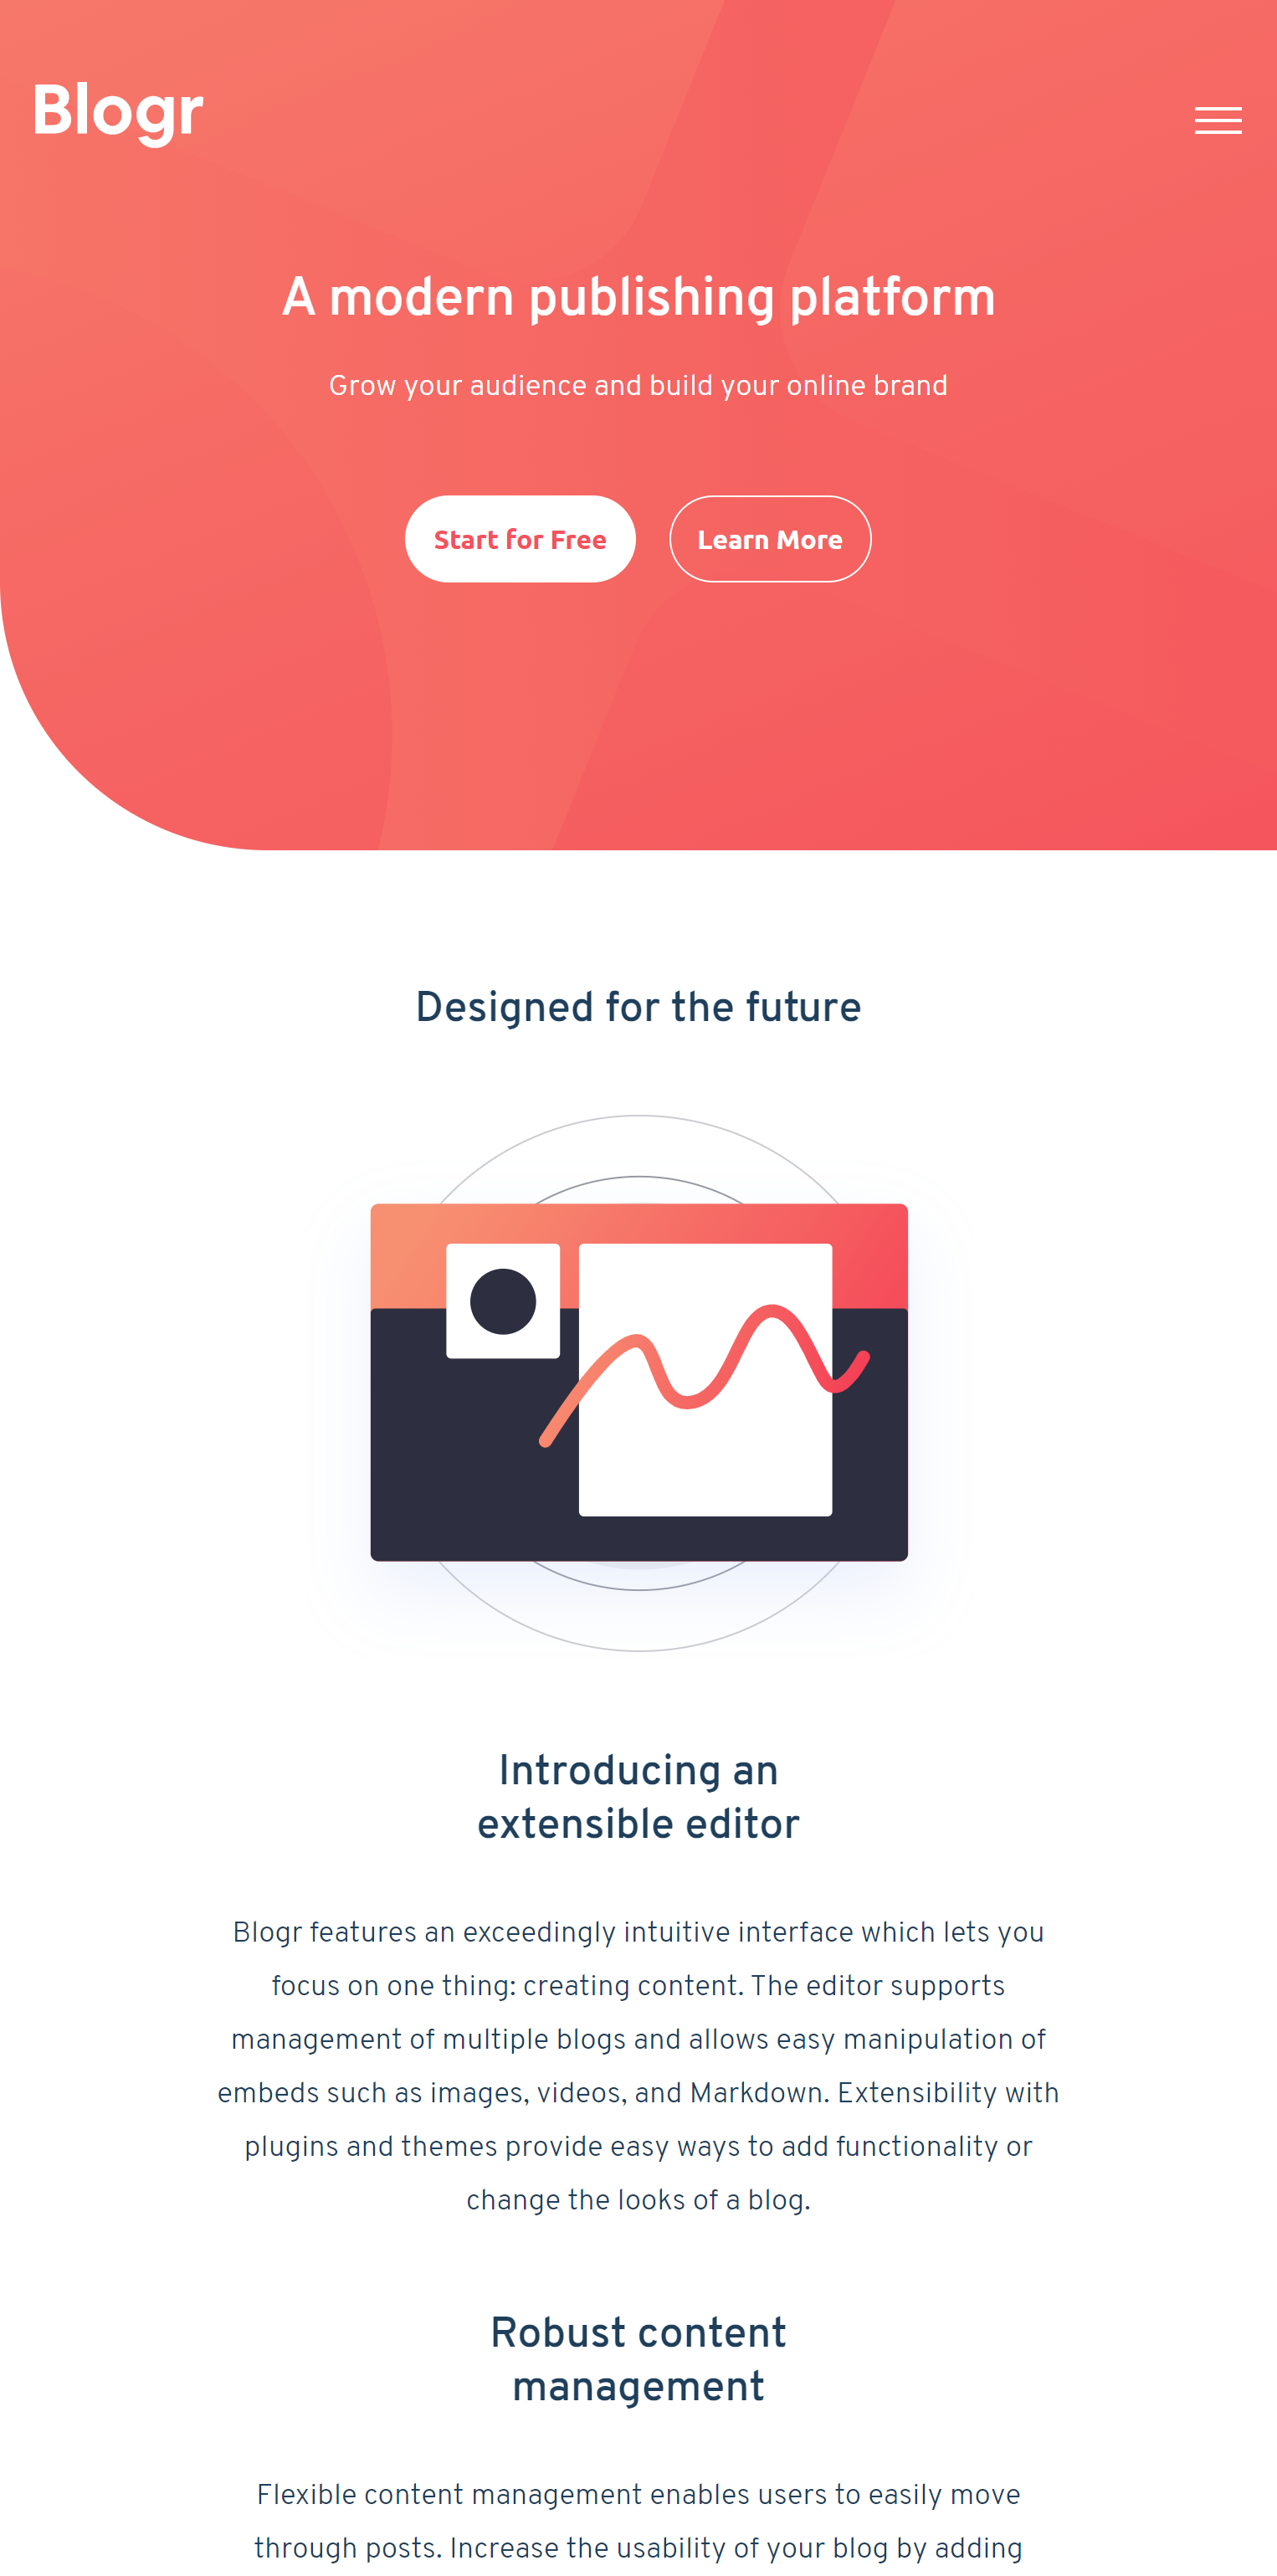 Blogr
A modern publishing platform
Grow your audience and build your online brand
Start for Free
Learn More
Designed for the future
Introducing an
extensible editor
Blogr features an exceedingly intuitive interface which lets you
focus on one thing: creating content. The editor supports
management of multiple blogs and allows easy manipulation of
embeds such as images, videos, and Markdown. Extensibility with
plugins and themes provide easy ways to add functionality or
change the looks of a blog.
Robust content
management
Flexible content management enables users to easily move
through posts. Increase the usability of your blog by adding